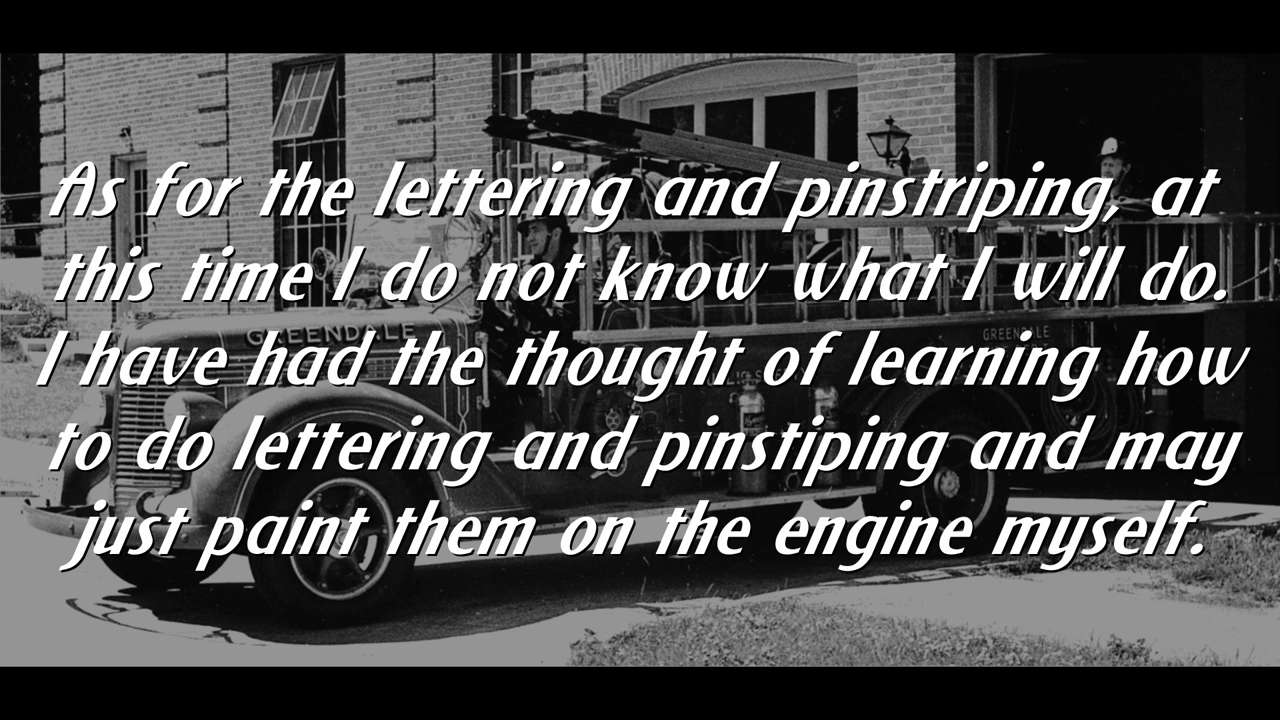 As for the lettering and pinstriping, at
this time I do not know what I will do.
I have had the thought of learning how
to do lettering and pinstiping and may
just paint them on the engine myself.
GREENDALE
GREENDALE